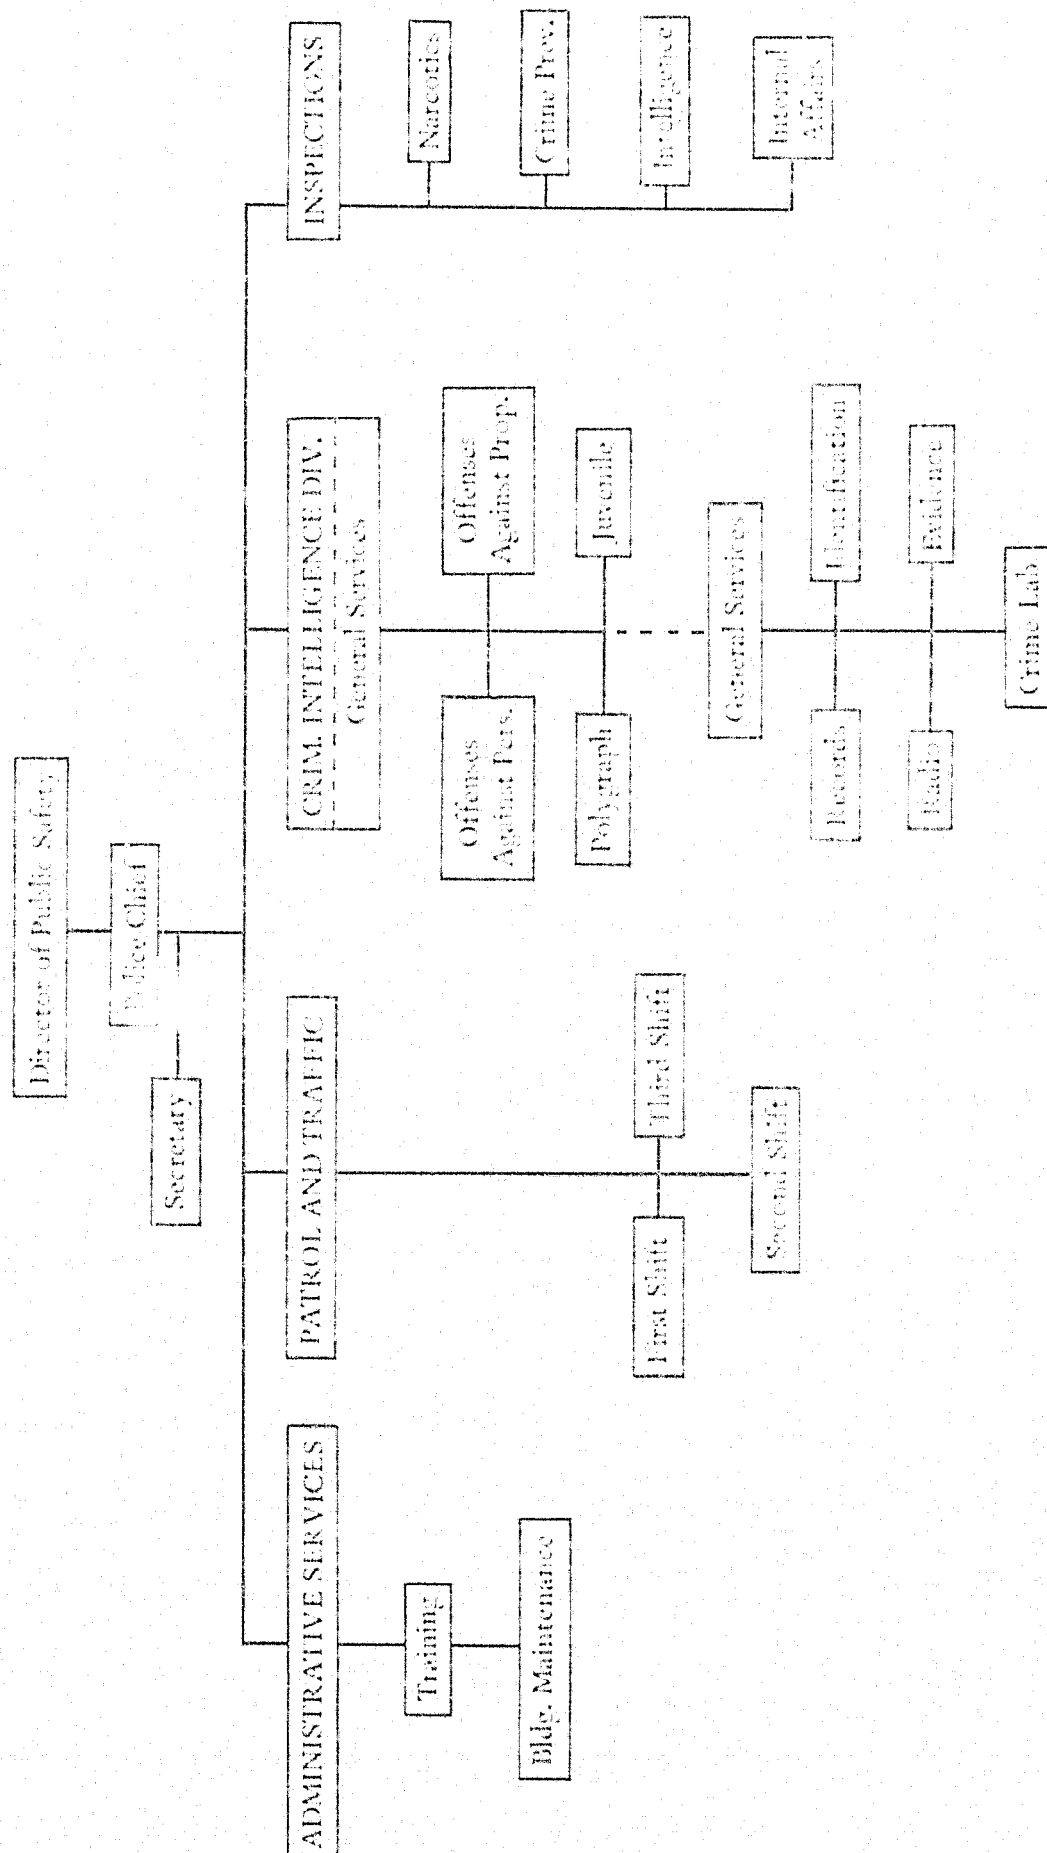 Director of Public Safety
Police Chief
Secretary
ADMINISTRATIVE SERVICES
Training
Bldg. Maintenance
PATROL AND TRAFFIC
First Shift
Third Shift
Second Shift
CRIM. INTELLIGENCE DIV.
General Services
Offenses
Against Pers.
Offenses
Against Prop.
Polygraph
Juvenile
General Services
Records
Identification
Radio
Evidence
Crime Lab
INSPECTIONS
Narcotics
Crime Prev.
Intelligence
Internal
Affairs